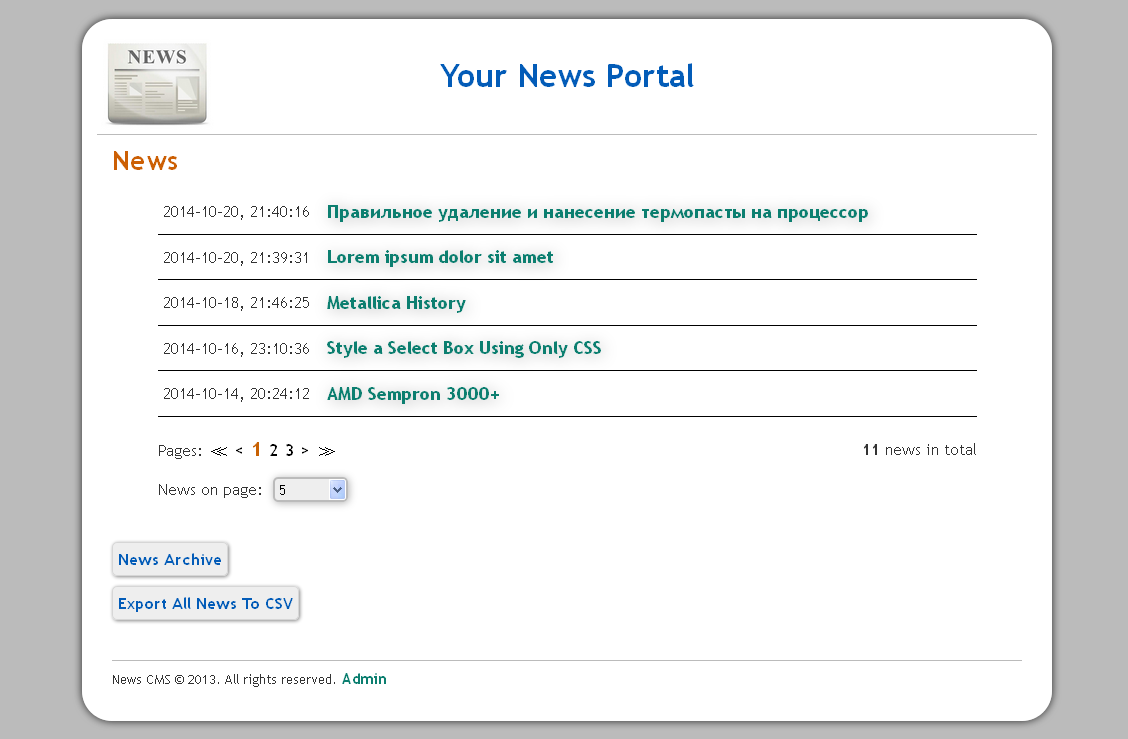 NEWS
Your News Portal
News
2014-10-20, 21:40:16 Правильное удаление и нанесение термопасты на процессор
2014-10-20, 21:39:31 Lorem ipsum dolor sit amet
2014-10-18, 21:46:25 Metallica History
2014-10-16, 23:10:36 Style a Select Box Using Only CSS
2014-10-14, 20:24:12 AMD Sempron 3000+
Pages: ≪ < 1 2 3 > ≫ 11 news in total
News on page: 5
News Archive
Export All News To CSV
News CMS © 2013. All rights reserved. Admin